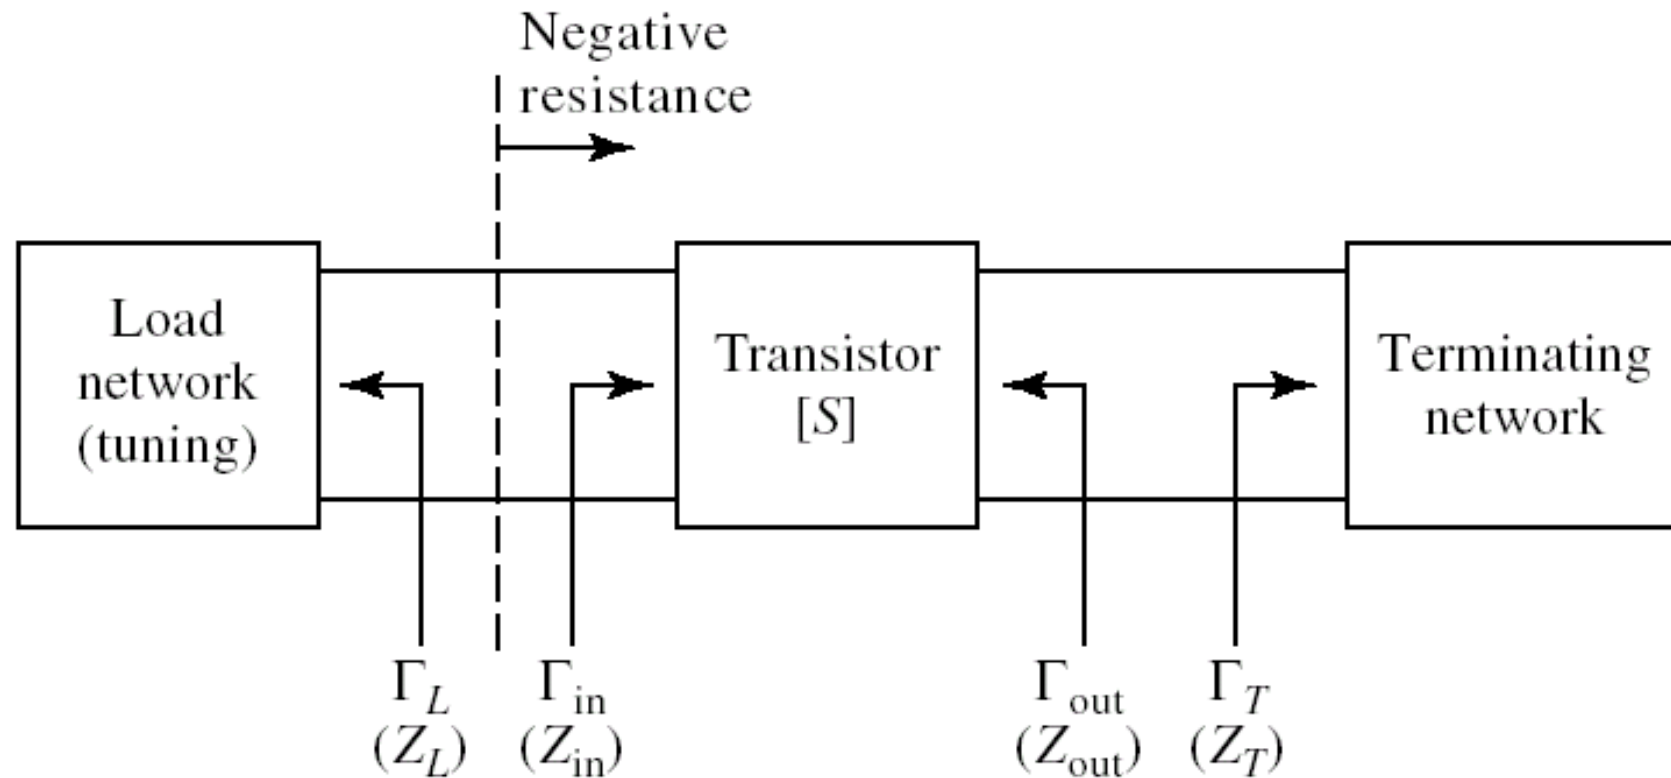 Negative
resistance
Load
network
(tuning)
Transistor
[S]
Terminating
network
Γ_L
(Z_L)
Γ_in
(Z_in)
Γ_out
(Z_out)
Γ_T
(Z_T)